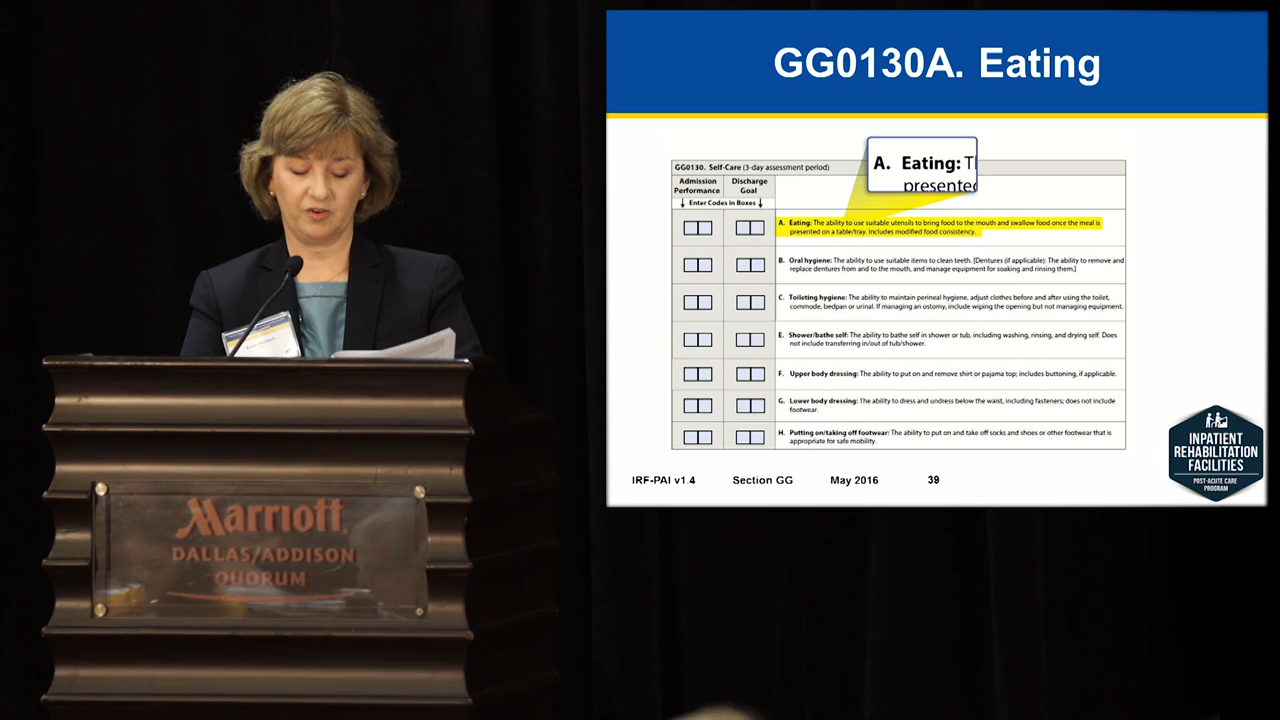 GG0130A. Eating
A. Eating: T
presented
GG0130. Self-Care (3-day assessment period)
Admission
Performance
Discharge
Goal
Enter Codes in Boxes
A. Eating: The ability to use suitable utensils to bring food to the mouth and swallow food once the meal is
presented on a table/tray. Includes modified food consistency.
B. Oral hygiene: The ability to use suitable items to clean teeth. [Dentures (if applicable): The ability to remove and
replace dentures from and to the mouth, and manage equipment for soaking and rinsing them.]
C. Toileting hygiene: The ability to maintain perineal hygiene, adjust clothes before and after using the toilet,
commode, bedpan or urinal. If managing an ostomy, include wiping the opening but not managing equipment.
E. Shower/bathe self: The ability to bathe self in shower or tub, including washing, rinsing, and drying self. Does
not include transferring in/out of tub/shower.
F. Upper body dressing: The ability to put on and remove shirt or pajama top; includes buttoning, if applicable.
G. Lower body dressing: The ability to dress and undress below the waist, including fasteners; does not include
footwear.
H. Putting on/taking off footwear: The ability to put on and take off socks and shoes or other footwear that is
appropriate for safe mobility.
IRF-PAI v1.4 Section GG May 2016 39
INPATIENT
REHABILITATION
FACILITIES
POST-ACUTE CARE
PROGRAM
Marriott
DALLAS/ADDISON
QUORUM